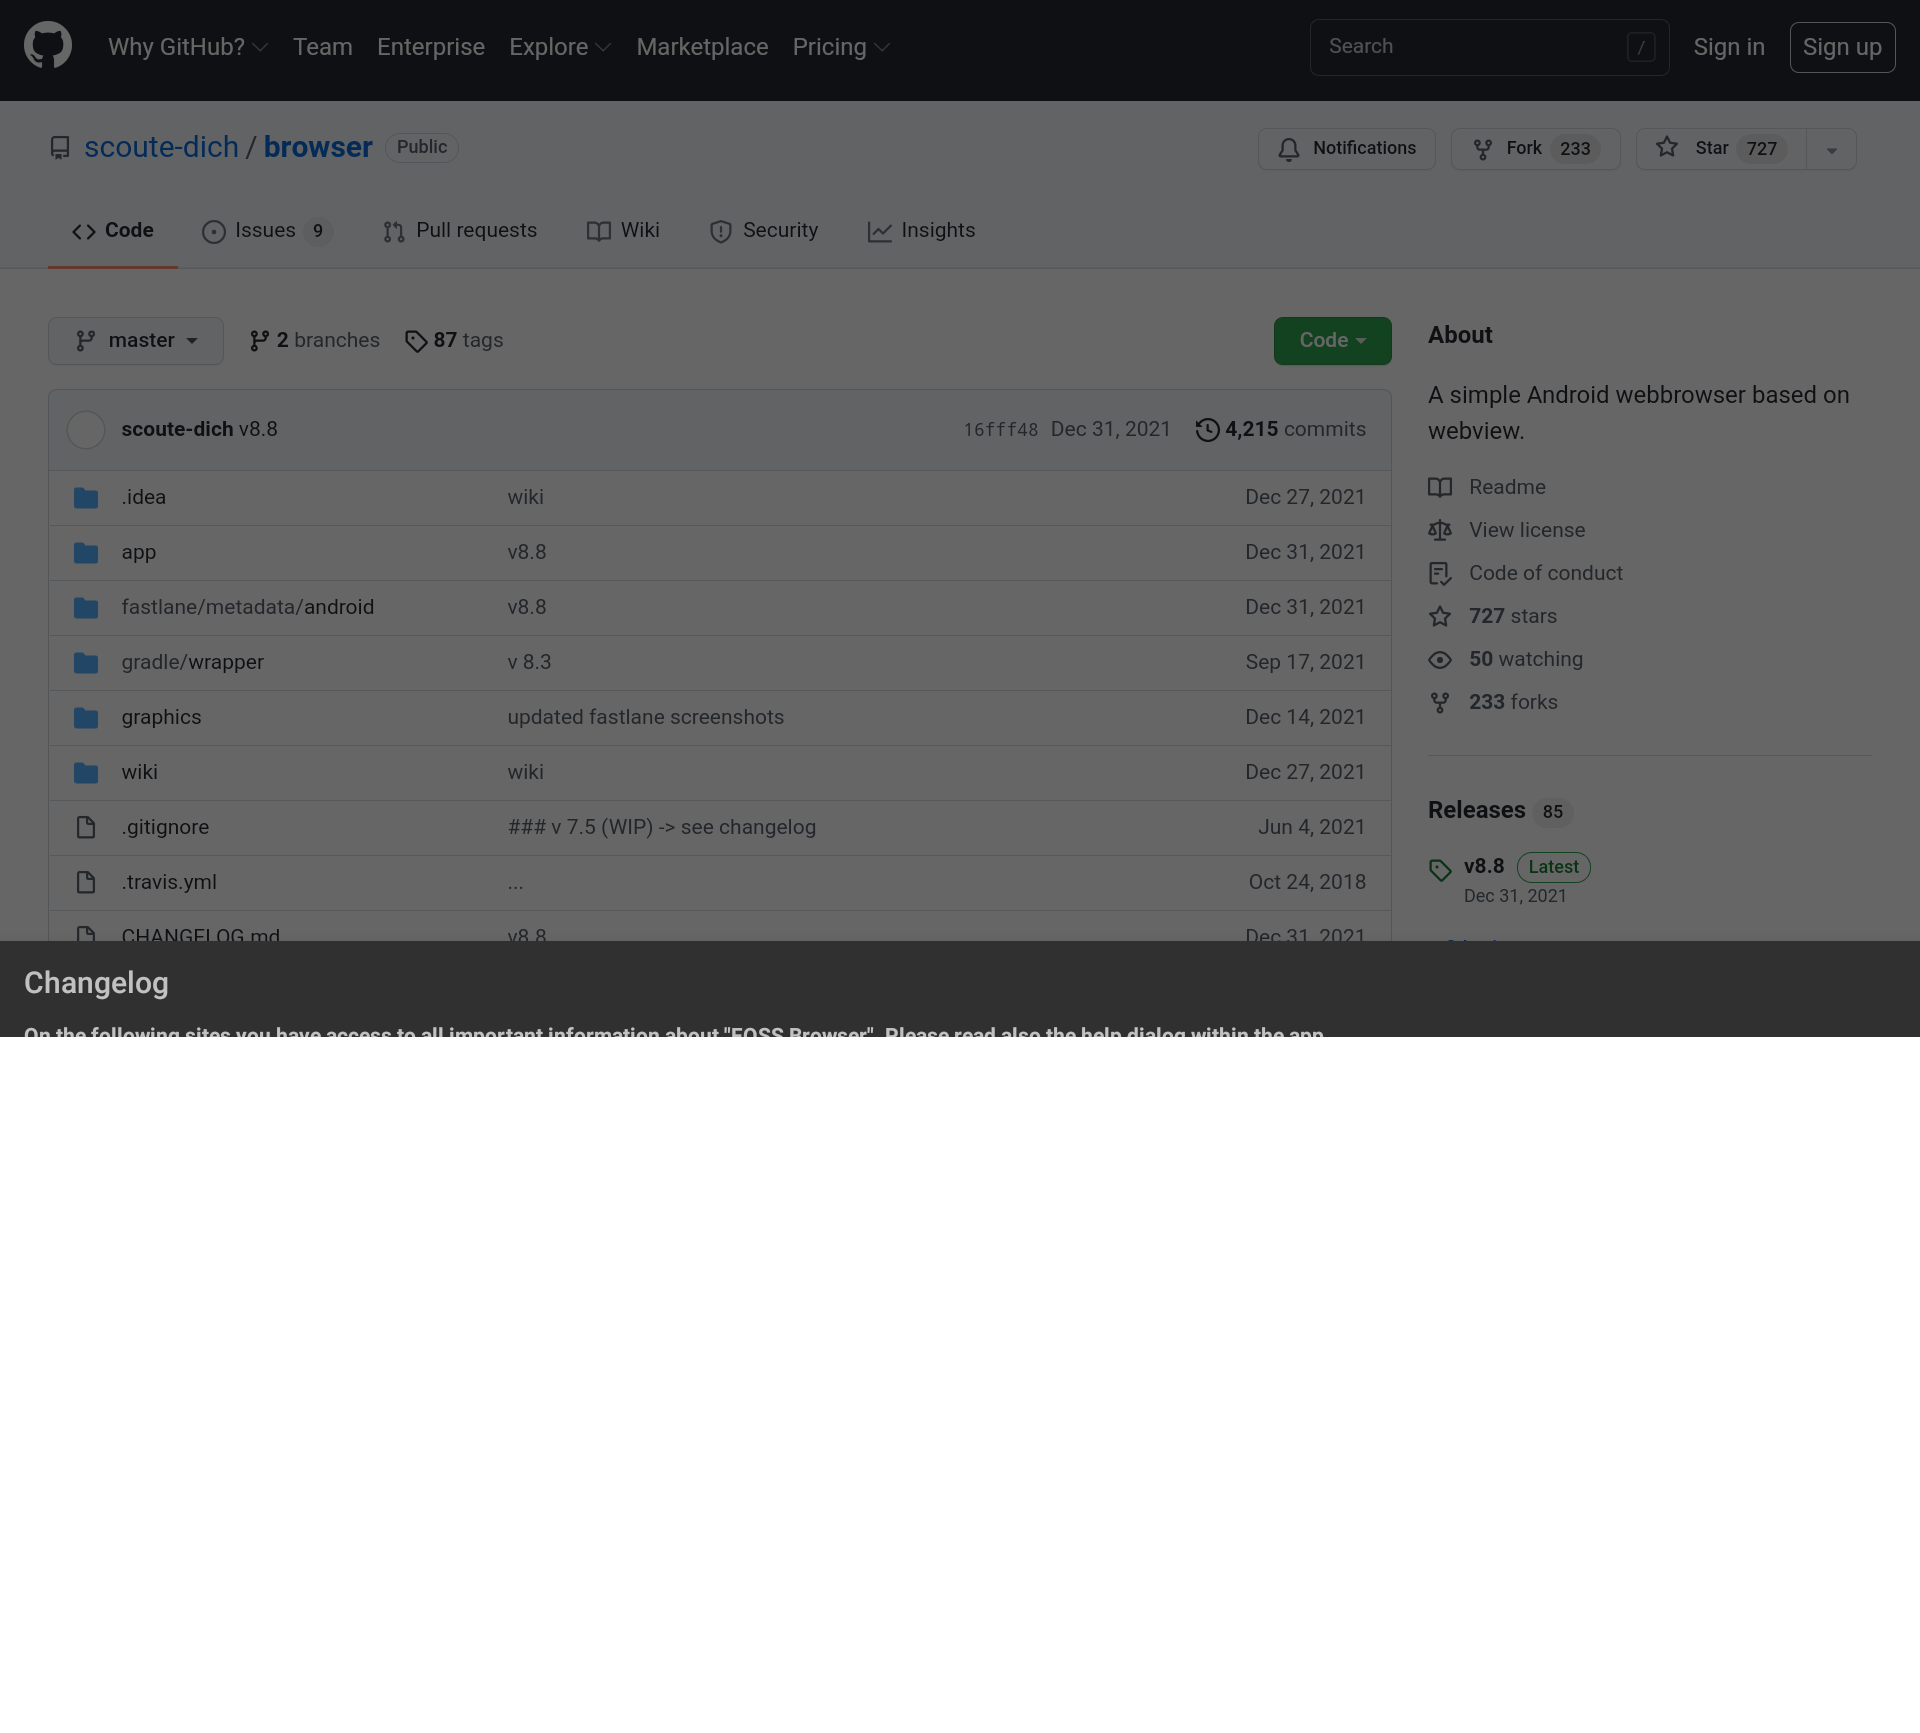 Why GitHub? Team Enterprise Explore Marketplace Pricing Search / Sign in Sign up
scoute-dich / browser Public Notifications Fork 233 Star 727
Code Issues 9 Pull requests Wiki Security Insights
master 2 branches 87 tags Code
scoute-dich v8.8 16fff48 Dec 31, 2021 4,215 commits
.idea wiki Dec 27, 2021
app v8.8 Dec 31, 2021
fastlane/metadata/android v8.8 Dec 31, 2021
gradle/wrapper v 8.3 Sep 17, 2021
graphics updated fastlane screenshots Dec 14, 2021
wiki wiki Dec 27, 2021
.gitignore ### v 7.5 (WIP) -> see changelog Jun 4, 2021
.travis.yml ... Oct 24, 2018
CHANGELOG.md v8.8 Dec 31, 2021
About
A simple Android webbrowser based on
webview.
Readme
View license
Code of conduct
727 stars
50 watching
233 forks
Releases 85
v8.8 Latest
Dec 31, 2021
Changelog
On the following sites you have access to all important information about "FOSS Browser". Please read also the help dialog within the app